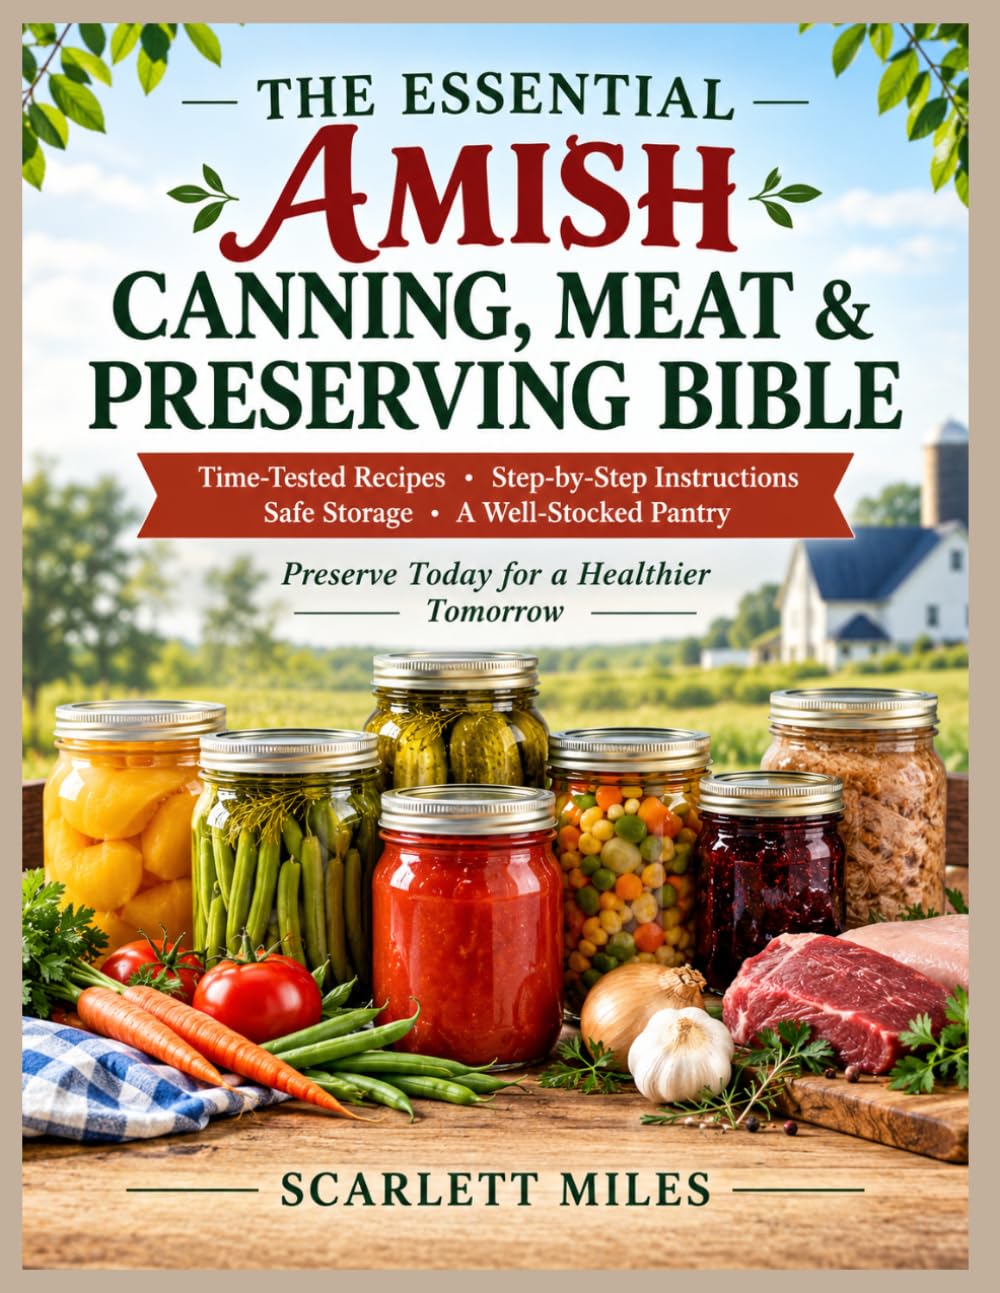 THE ESSENTIAL
AMISH
CANNING, MEAT &
PRESERVING BIBLE
Time-Tested Recipes • Step-by-Step Instructions
Safe Storage • A Well-Stocked Pantry
Preserve Today for a Healthier
Tomorrow
SCARLETT MILES